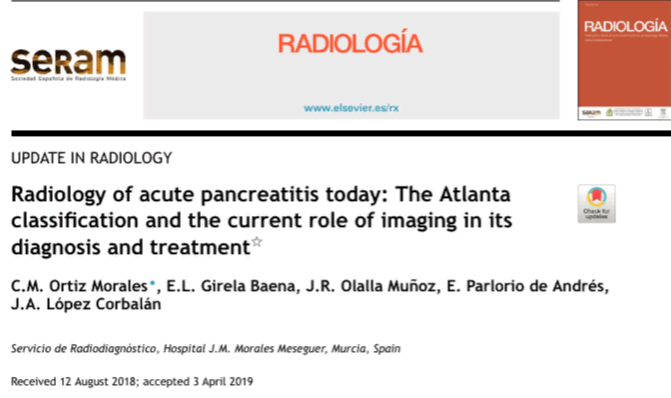 seram
Sociedad Española de Radiología Médica
RADIOLOGÍA
www.elsevier.es/rx
RADIOLOGÍA
seram
UPDATE IN RADIOLOGY
Radiology of acute pancreatitis today: The Atlanta
classification and the current role of imaging in its
diagnosis and treatment☆
Check for
updates
C.M. Ortiz Morales*, E.L. Girela Baena, J.R. Olalla Muñoz, E. Parlorio de Andrés,
J.A. López Corbalán
Servicio de Radiodiagnóstico, Hospital J.M. Morales Meseguer, Murcia, Spain
Received 12 August 2018; accepted 3 April 2019